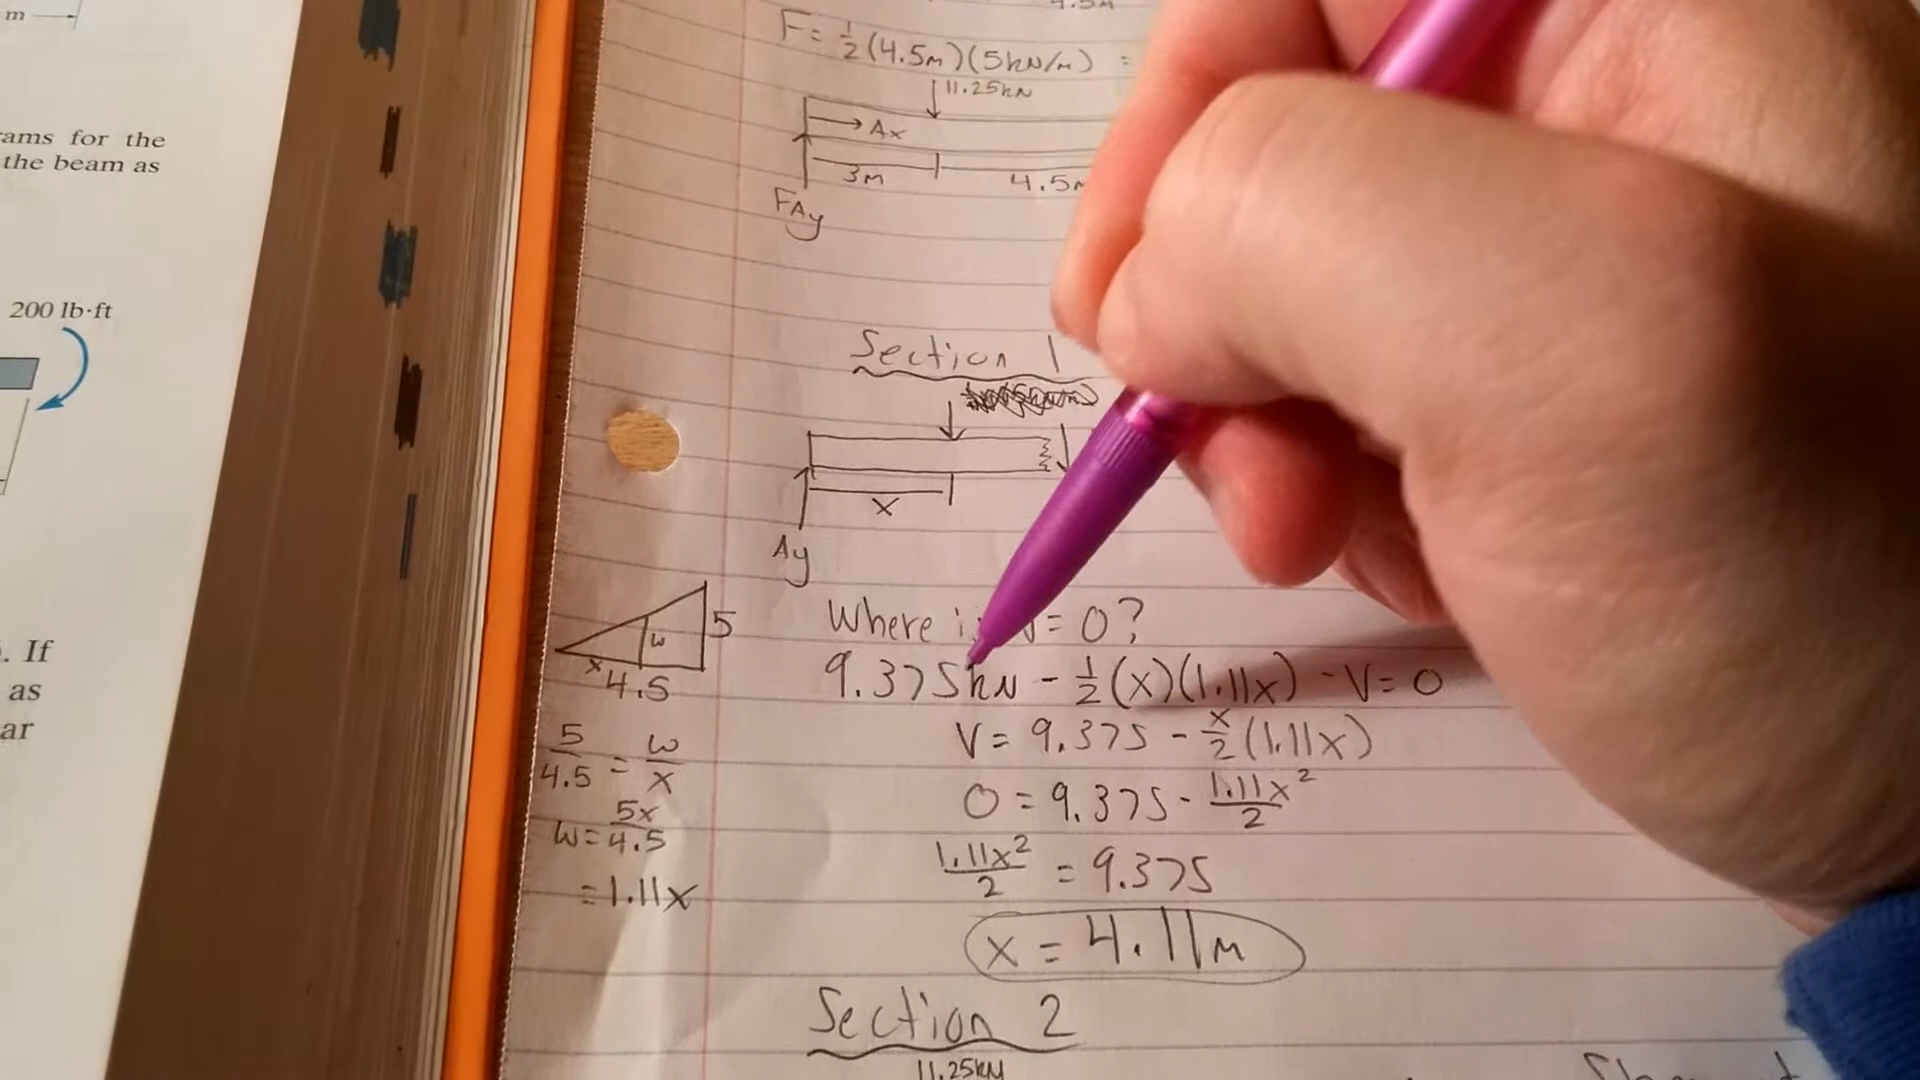 m
ams for the
the beam as
200 lb·ft
. If
as
ar
F = 1/2 (4.5m)(5kN/m) =
11.25kN
Ax
3m
4.5m
FAy
Section 1
x
Ay
5
w
x
4.5
5/4.5 = w/x
w = 5x/4.5
= 1.11x
Where V = 0?
9.375kN - 1/2 (x)(1.11x) - V = 0
V = 9.375 - x/2 (1.11x)
0 = 9.375 - 1.11x²/2
1.11x²/2 = 9.375
x = 4.11m
Section 2
11.25kN